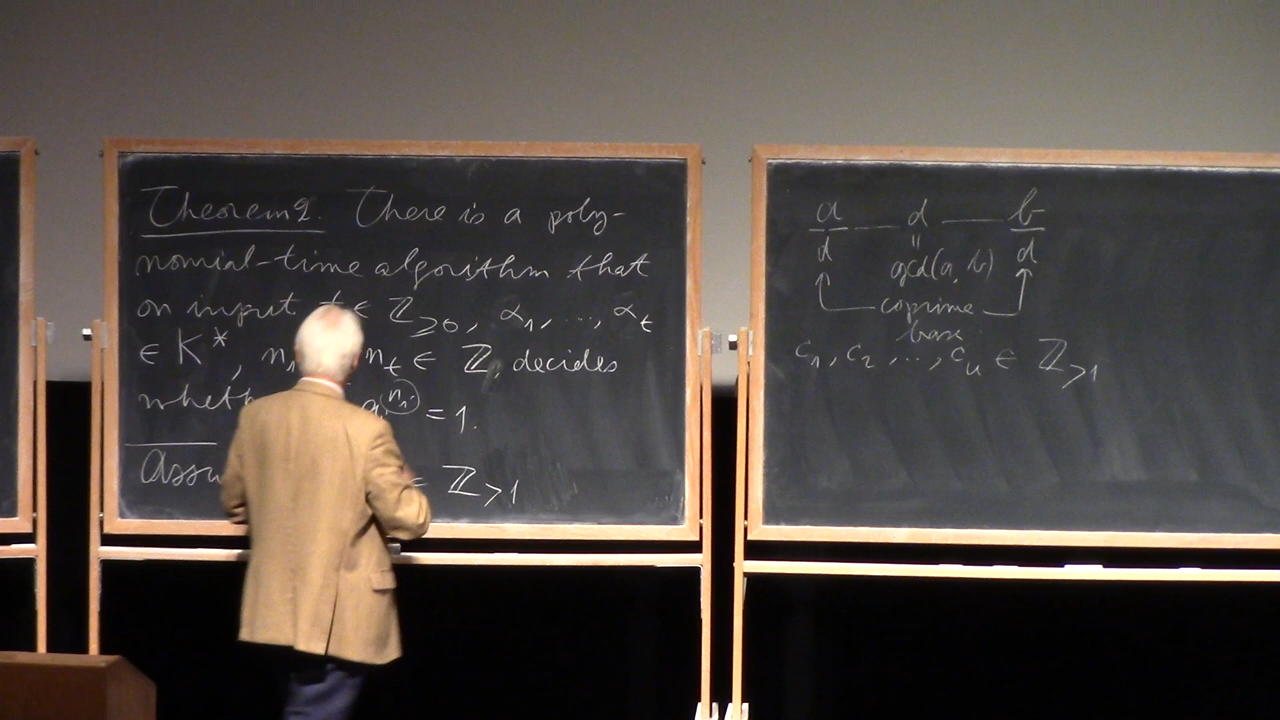 Theorem 2. There is a poly-
nomial-time algorithm that
on input t ∈ ℤ≥0, α1, ..., αt
∈ K*, n nt ∈ ℤ, decides
= 1.
ℤ>1
a/d — d — b/d
"
gcd(a, b)
coprime
base
c1, c2, ..., cu ∈ ℤ>1